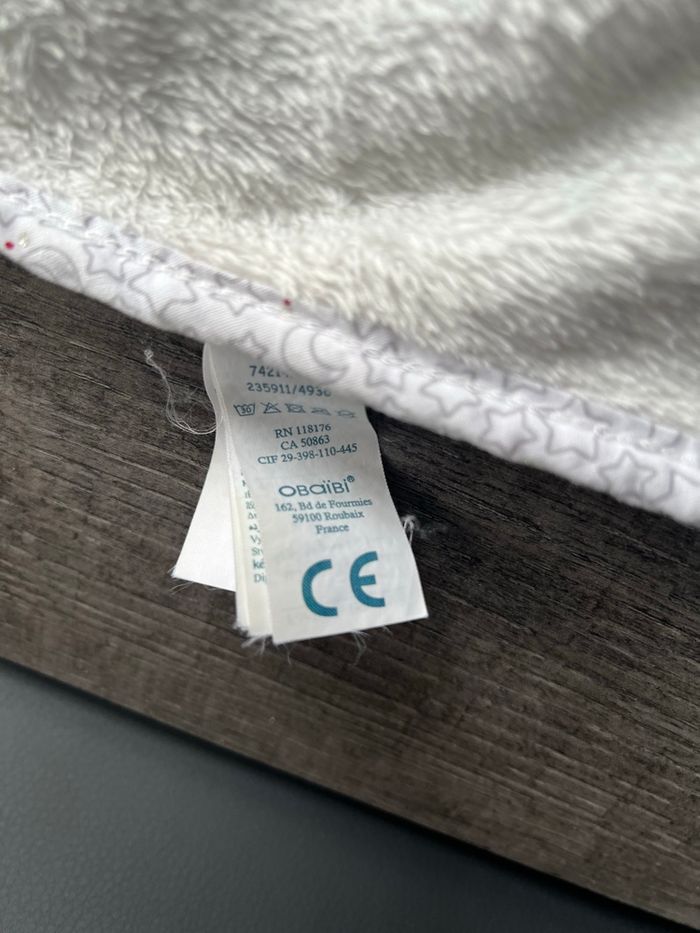 235911/4936
30
RN 118176
CA 50863
CIF 29-398-110-445
OBaïBi®
162, Bd de Fourmies
59100 Roubaix
France
CE